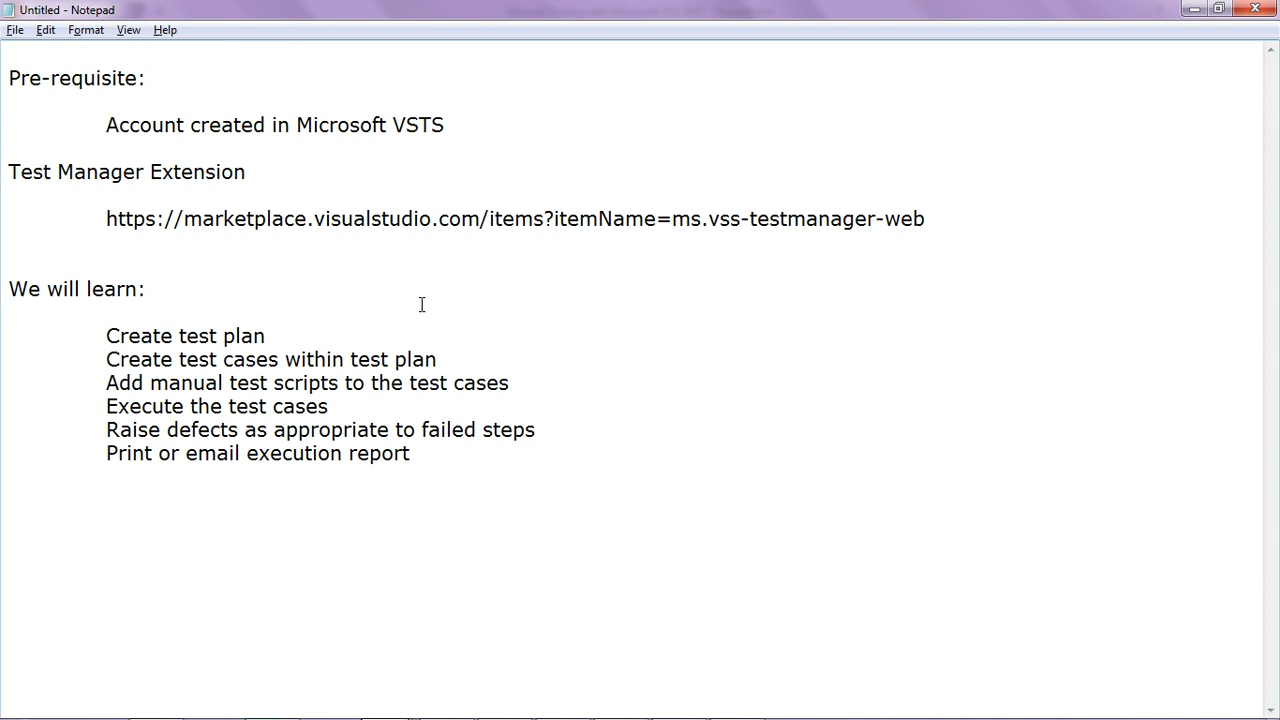 Untitled - Notepad
File Edit Format View Help
Pre-requisite:
Account created in Microsoft VSTS
Test Manager Extension
https://marketplace.visualstudio.com/items?itemName=ms.vss-testmanager-web
We will learn:
Create test plan
Create test cases within test plan
Add manual test scripts to the test cases
Execute the test cases
Raise defects as appropriate to failed steps
Print or email execution report